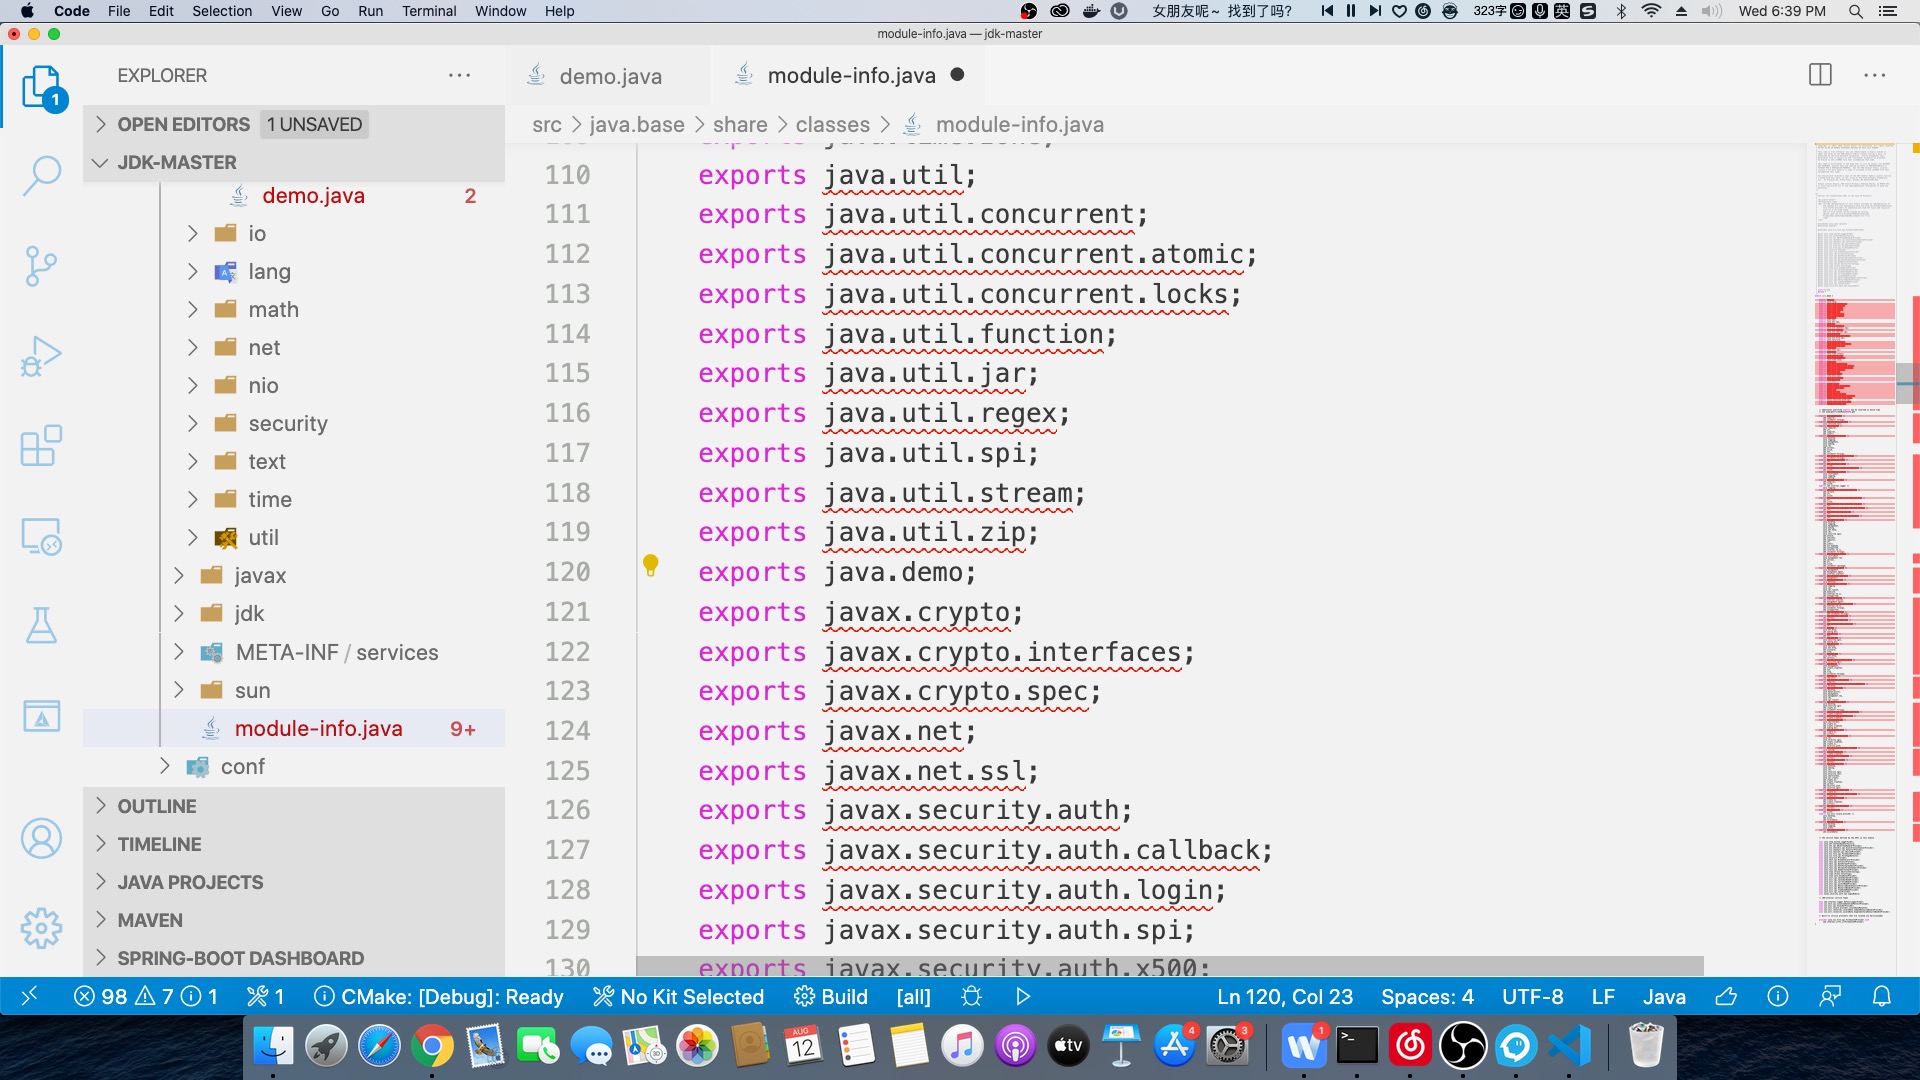 Code File Edit Selection View Go Run Terminal Window Help 女朋友呢~ 找到了吗? 323字 英 Wed 6:39 PM
module-info.java — jdk-master
EXPLORER
demo.java
module-info.java
1
OPEN EDITORS 1 UNSAVED
src java.base share classes module-info.java
JDK-MASTER
demo.java 2
io
lang
math
net
nio
security
text
time
util
javax
jdk
META-INF / services
sun
module-info.java 9+
conf
OUTLINE
TIMELINE
JAVA PROJECTS
MAVEN
SPRING-BOOT DASHBOARD
110 exports java.util;
111 exports java.util.concurrent;
112 exports java.util.concurrent.atomic;
113 exports java.util.concurrent.locks;
114 exports java.util.function;
115 exports java.util.jar;
116 exports java.util.regex;
117 exports java.util.spi;
118 exports java.util.stream;
119 exports java.util.zip;
120 exports java.demo;
121 exports javax.crypto;
122 exports javax.crypto.interfaces;
123 exports javax.crypto.spec;
124 exports javax.net;
125 exports javax.net.ssl;
126 exports javax.security.auth;
127 exports javax.security.auth.callback;
128 exports javax.security.auth.login;
129 exports javax.security.auth.spi;
130 exports javax.security.auth.x500;
98 7 1 1 CMake: [Debug]: Ready No Kit Selected Build [all] Ln 120, Col 23 Spaces: 4 UTF-8 LF Java
AUG
12
3D
tv
4
3
1